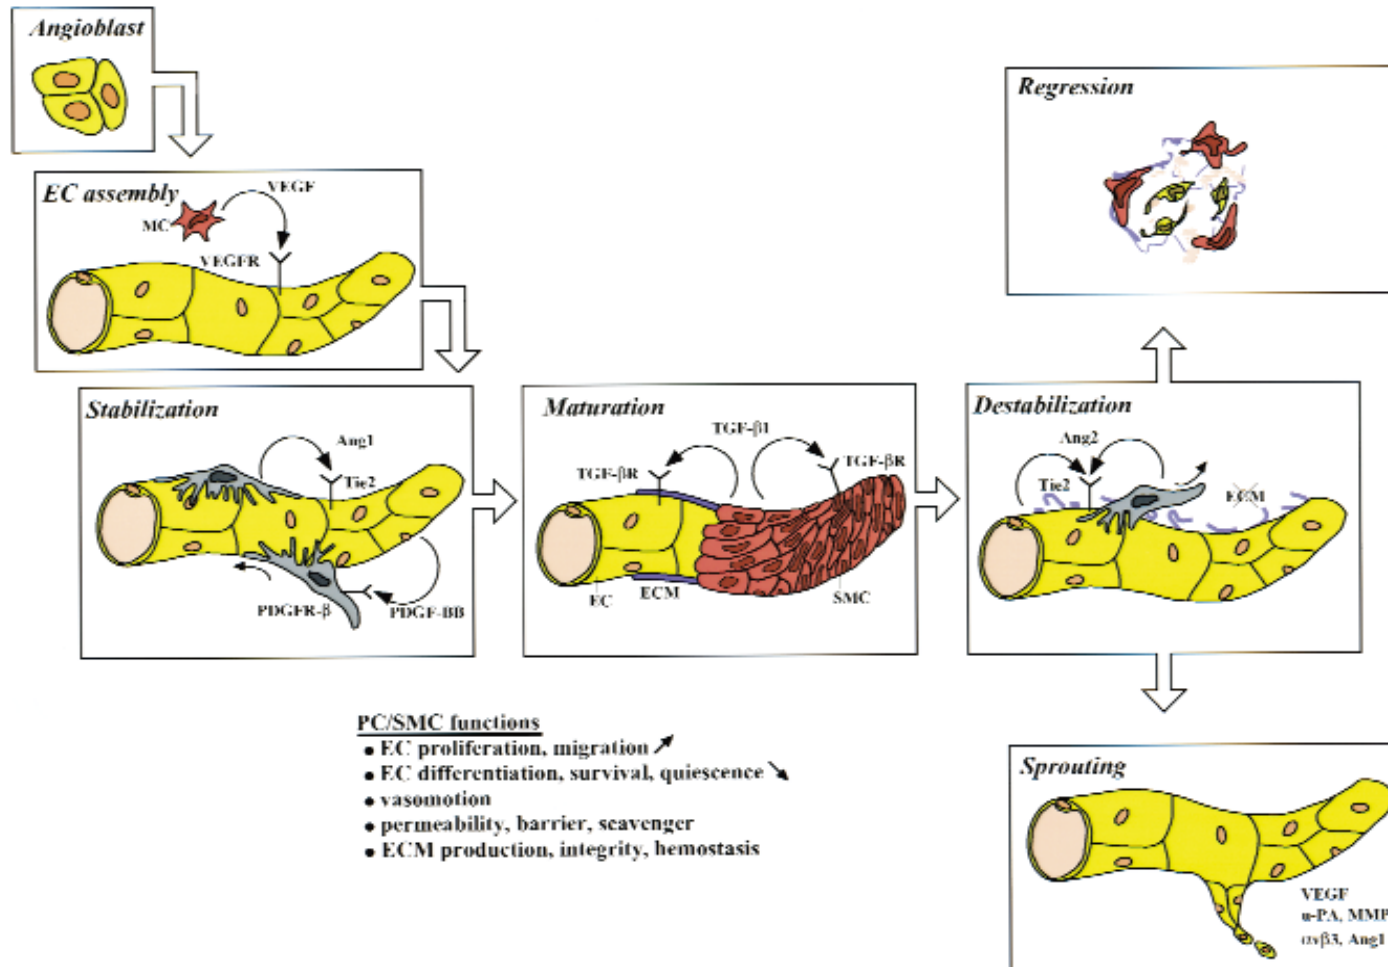 Angioblast
EC assembly
VEGF
MC
VEGFR
Stabilization
Ang1
Tie2
PDGFR-β
PDGF-BB
Maturation
TGF-β1
TGF-βR
TGF-βR
EC
ECM
SMC
Destabilization
Ang2
Tie2
ECM
Regression
Sprouting
VEGF
u-PA, MMP
αvβ3, Ang1
PC/SMC functions
• EC proliferation, migration ↗
• EC differentiation, survival, quiescence ↘
• vasomotion
• permeability, barrier, scavenger
• ECM production, integrity, hemostasis